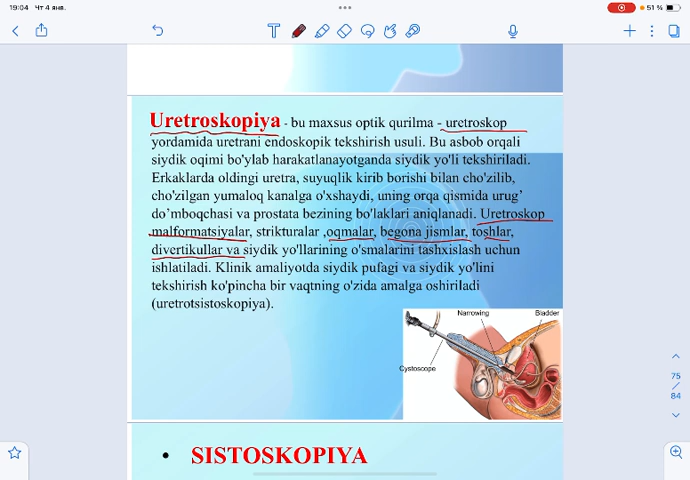 19:04 Чт 4 янв.
51 %
Uretroskopiya - bu maxsus optik qurilma - uretroskop
yordamida uretrani endoskopik tekshirish usuli. Bu asbob orqali
siydik oqimi bo'ylab harakatlanayotganda siydik yo'li tekshiriladi.
Erkaklarda oldingi uretra, suyuqlik kirib borishi bilan cho'zilib,
cho'zilgan yumaloq kanalga o'xshaydi, uning orqa qismida urug’
do’mboqchasi va prostata bezining bo'laklari aniqlanadi. Uretroskop
malformatsiyalar, strikturalar ,oqmalar, begona jismlar, toshlar,
divertikullar va siydik yo'llarining o'smalarini tashxislash uchun
ishlatiladi. Klinik amaliyotda siydik pufagi va siydik yo'lini
tekshirish ko'pincha bir vaqtning o'zida amalga oshiriladi
(uretrotsistoskopiya).
Narrowing
Bladder
Cystoscope
75
/
84
• SISTOSKOPIYA